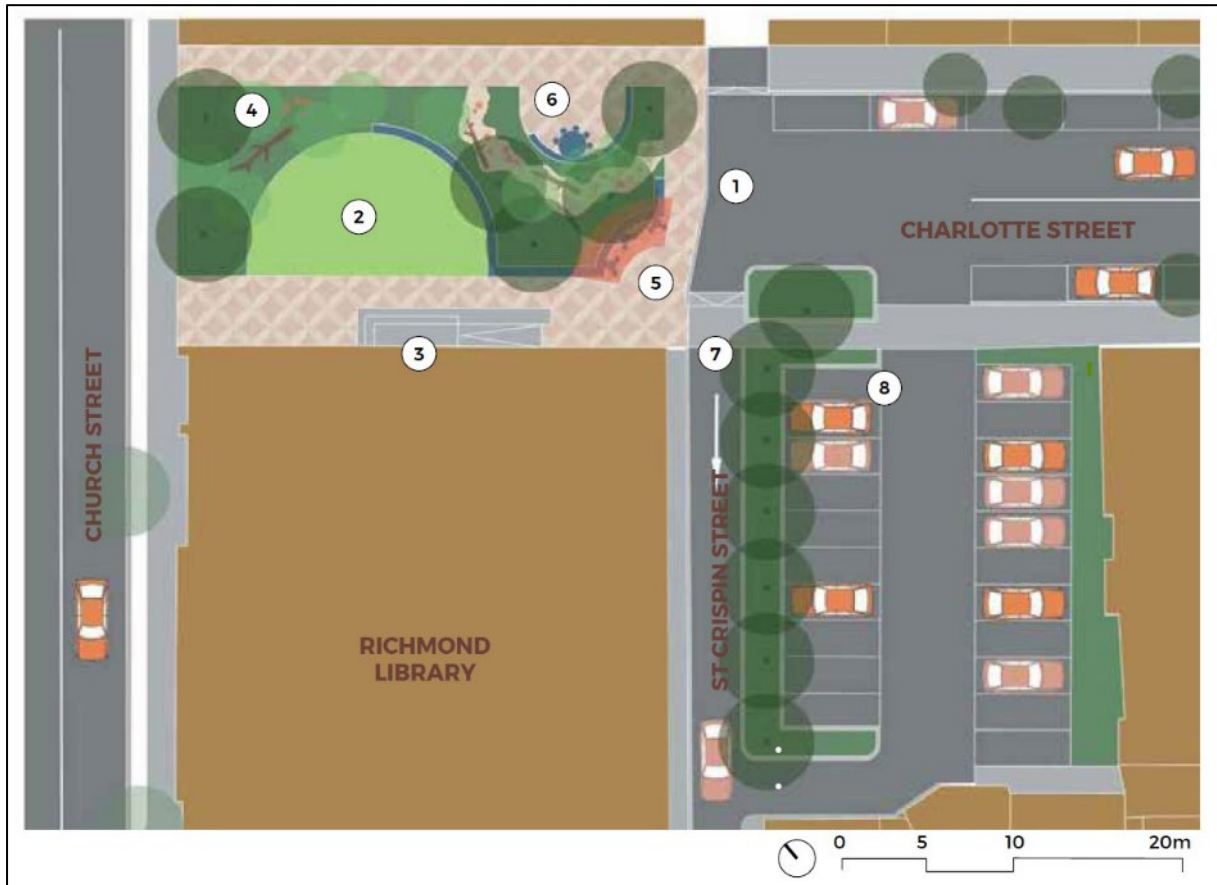 4
6
1
2
CHARLOTTE STREET
5
3
7
8
CHURCH STREET
ST CRISPIN STREET
RICHMOND
LIBRARY
0 5 10 20m